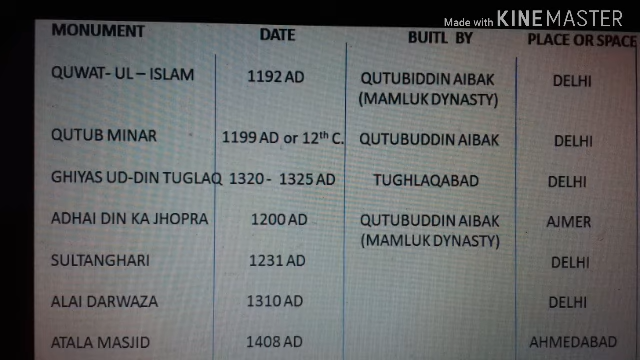 Made with KINEMASTER
MONUMENT DATE BUITL BY PLACE OR SPACE
QUWAT- UL – ISLAM 1192 AD QUTUBIDDIN AIBAK DELHI
(MAMLUK DYNASTY)
QUTUB MINAR 1199 AD or 12th C. QUTUBUDDIN AIBAK DELHI
GHIYAS UD-DIN TUGLAQ 1320 - 1325 AD TUGHLAQABAD DELHI
ADHAI DIN KA JHOPRA 1200 AD QUTUBUDDIN AIBAK AJMER
(MAMLUK DYNASTY)
SULTANGHARI 1231 AD DELHI
ALAI DARWAZA 1310 AD DELHI
ATALA MASJID 1408 AD AHMEDABAD